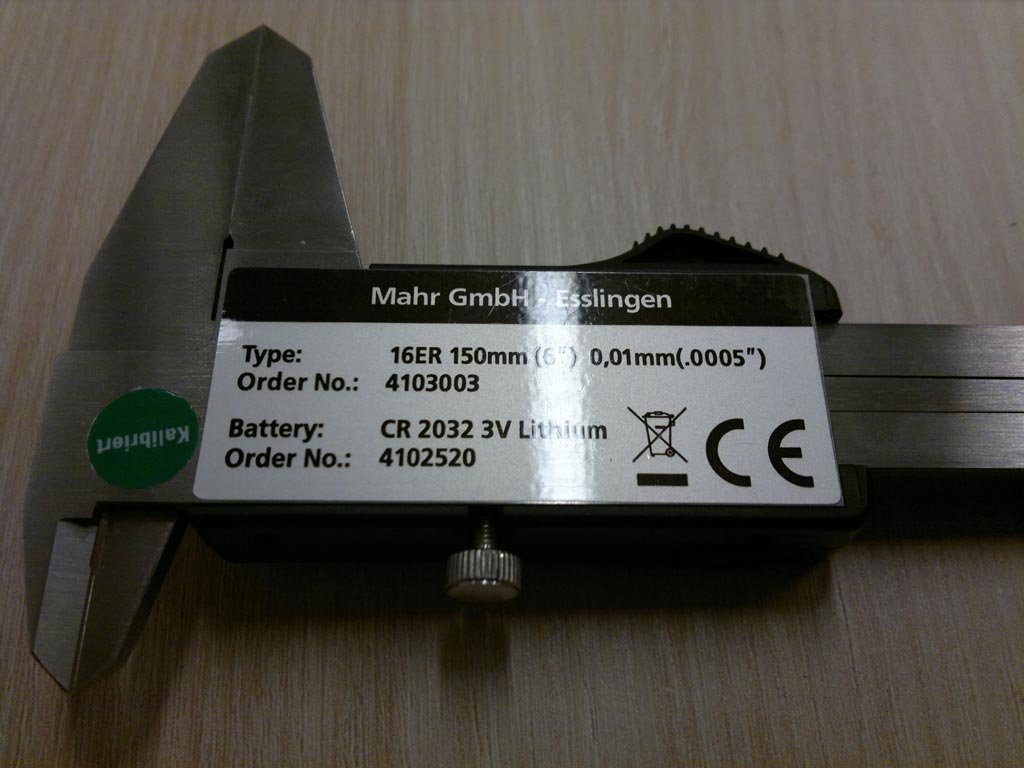 Mahr GmbH - Esslingen
Type: 16ER 150mm (6") 0,01mm(.0005")
Order No.: 4103003
Battery: CR 2032 3V Lithium
Order No.: 4102520
CE
Kalibriert